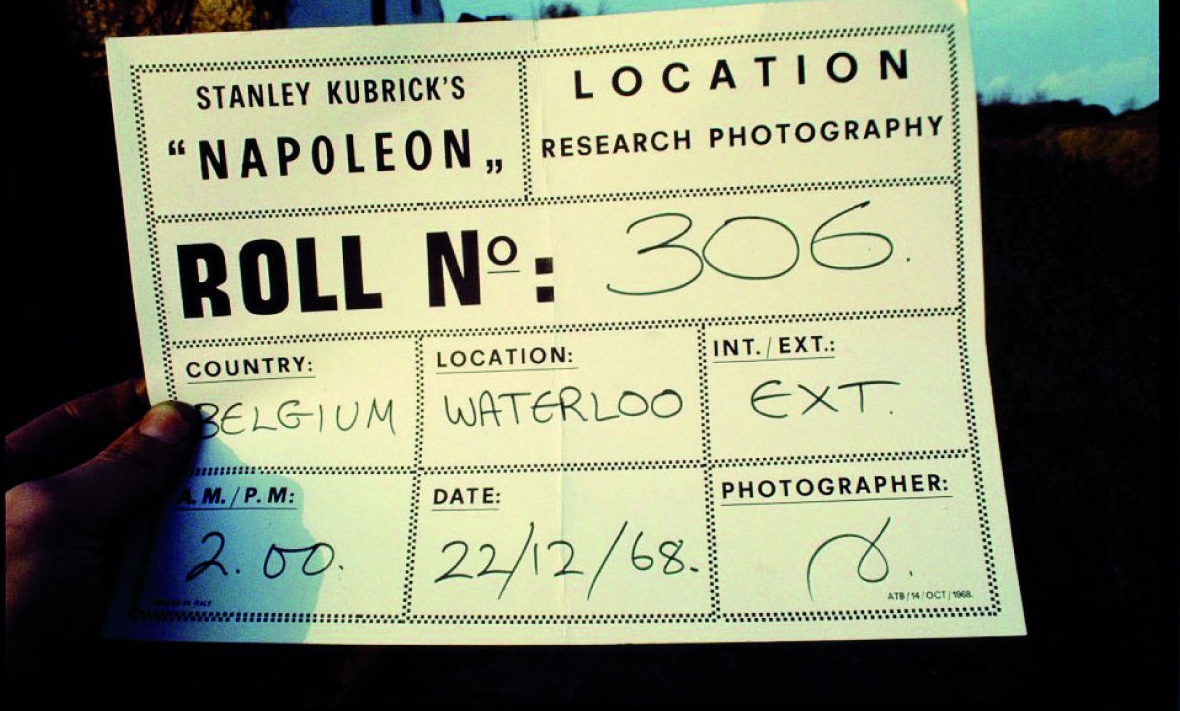 STANLEY KUBRICK'S
“NAPOLEON„
LOCATION
RESEARCH PHOTOGRAPHY
ROLL Nº: 306.
COUNTRY:
BELGIUM
LOCATION:
WATERLOO
INT./EXT.:
EXT.
A.M./P.M:
2.00.
DATE:
22/12/68.
PHOTOGRAPHER:
ATB/14/OCT/1968.